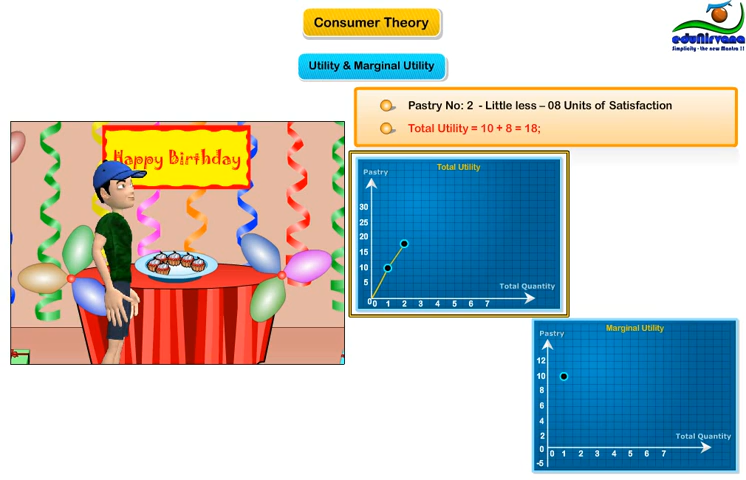 Consumer Theory
eduNirvana
Simplicity - the new Mantra !!
Utility & Marginal Utility
Pastry No: 2 - Little less – 08 Units of Satisfaction
Total Utility = 10 + 8 = 18;
Happy Birthday
Total Utility
Pastry
30
25
20
15
10
5
0
0 1 2 3 4 5 6 7
Total Quantity
Marginal Utility
Pastry
12
10
8
6
4
2
0
-5
0 1 2 3 4 5 6 7
Total Quantity